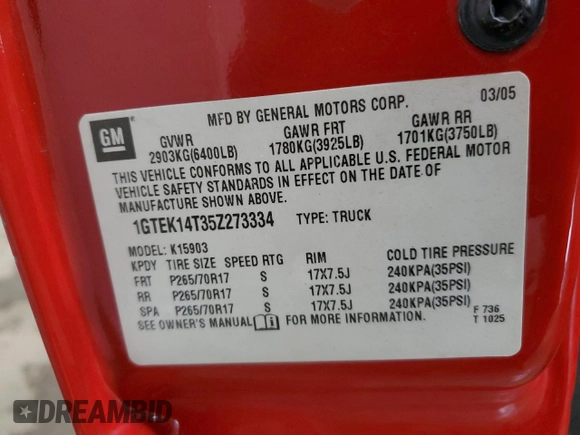 MFD BY GENERAL MOTORS CORP. 03/05
GM
GVWR GAWR FRT GAWR RR
2903KG(6400LB) 1780KG(3925LB) 1701KG(3750LB)
THIS VEHICLE CONFORMS TO ALL APPLICABLE U.S. FEDERAL MOTOR
VEHICLE SAFETY STANDARDS IN EFFECT ON THE DATE OF
MANUFACTURE SHOWN ABOVE.
1GTEK14T35Z273334 TYPE: TRUCK
MODEL: K15903
KPDY TIRE SIZE SPEED RTG RIM COLD TIRE PRESSURE
FRT P265/70R17 S 17X7.5J 240KPA(35PSI)
RR P265/70R17 S 17X7.5J 240KPA(35PSI)
SPA P265/70R17 S 17X7.5J 240KPA(35PSI)
SEE OWNER'S MANUAL FOR MORE INFORMATION.
F 736
T 1025
DREAMBID